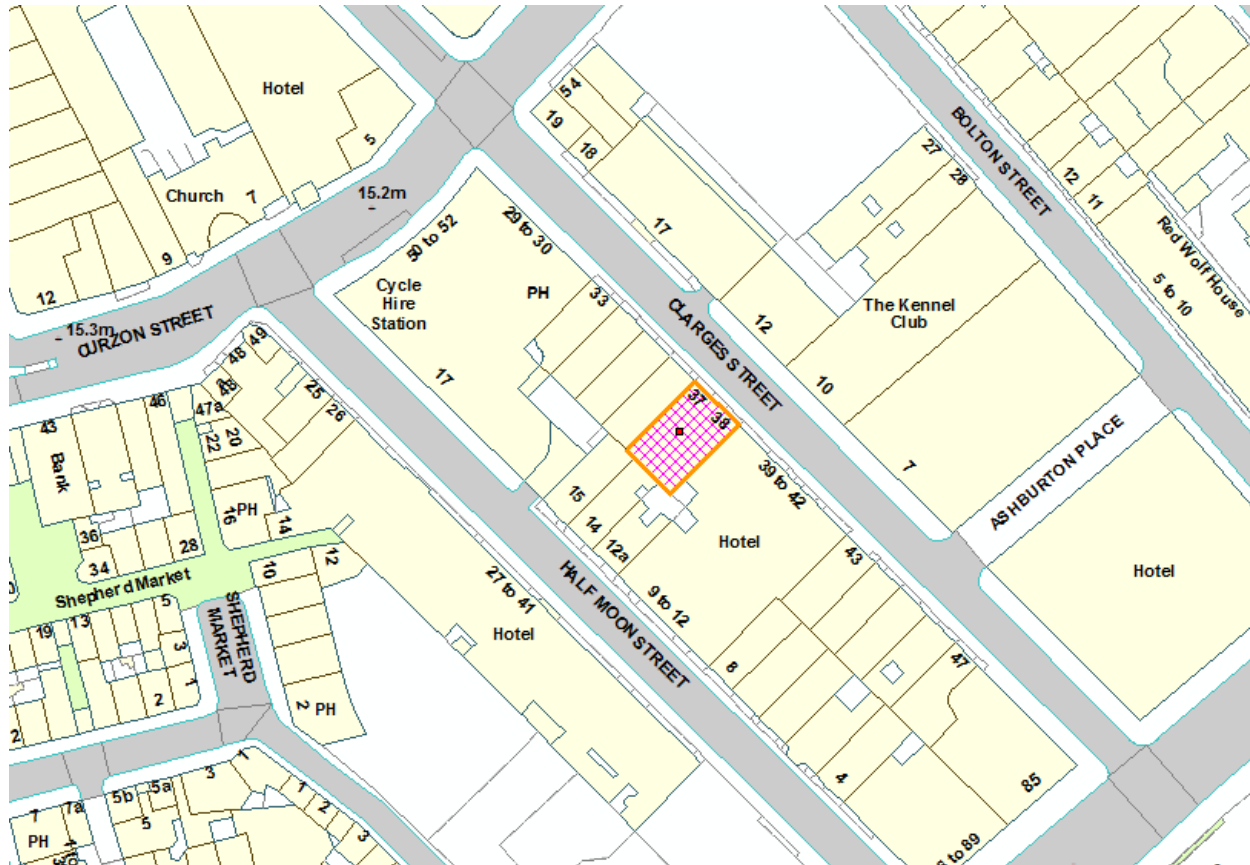 Hotel
5
Church
7
9
12
15.2m
15.3m
CURZON STREET
50 to 52
29 to 30
Cycle
Hire
Station
PH
33
17
54
19
18
17
CLARGES STREET
12
10
7
27
28
The Kennel
Club
BOLTON STREET
12
11
Red Wolf House
5 to 10
ASHBURTON PLACE
Hotel
37
38
39 to 42
43
47
Hotel
15
14
12a
9 to 12
8
4
85
HALF MOON STREET
27 to 41
Hotel
25
26
49
48
48
47a
46
43
Bank
20
22
16
PH
14
12
10
36
34
28
Shepherd Market
SHEPHERD
MARKET
19
13
5
3
1
2
2
2
PH
7
7a
5b
5a
5
3
1
1
2
3
PH